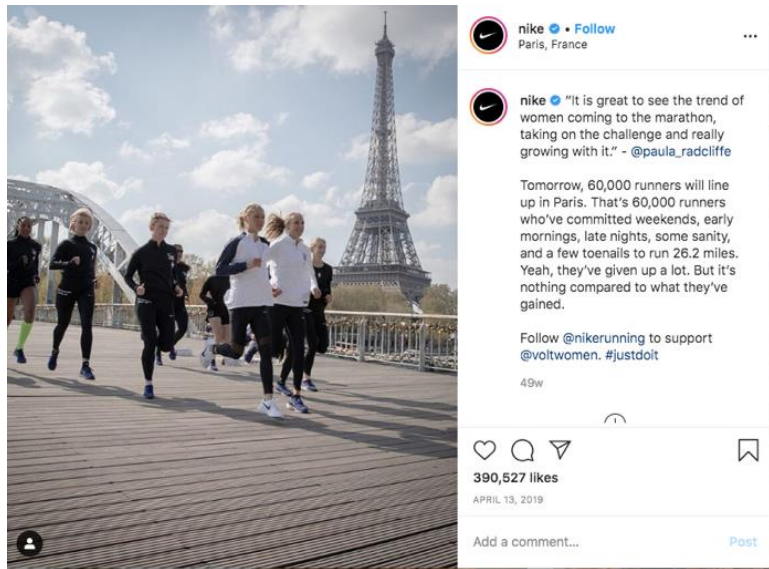 nike • Follow
Paris, France
nike "It is great to see the trend of
women coming to the marathon,
taking on the challenge and really
growing with it." - @paula_radcliffe
Tomorrow, 60,000 runners will line
up in Paris. That's 60,000 runners
who've committed weekends, early
mornings, late nights, some sanity,
and a few toenails to run 26.2 miles.
Yeah, they've given up a lot. But it's
nothing compared to what they've
gained.
Follow @nikerunning to support
@voltwomen. #justdoit
49w
390,527 likes
APRIL 13, 2019
Add a comment...
Post